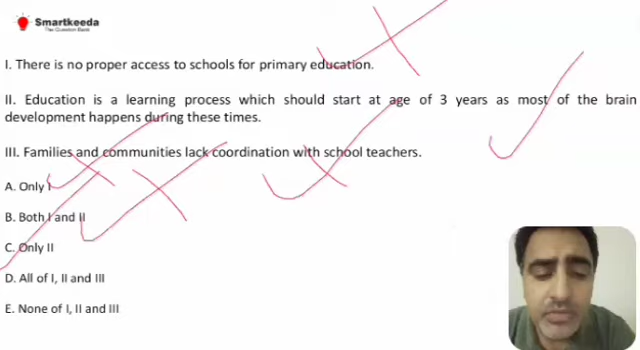 Smartkeeda
The Question Bank
I. There is no proper access to schools for primary education.
II. Education is a learning process which should start at age of 3 years as most of the brain
development happens during these times.
III. Families and communities lack coordination with school teachers.
A. Only I
B. Both I and II
C. Only II
D. All of I, II and III
E. None of I, II and III